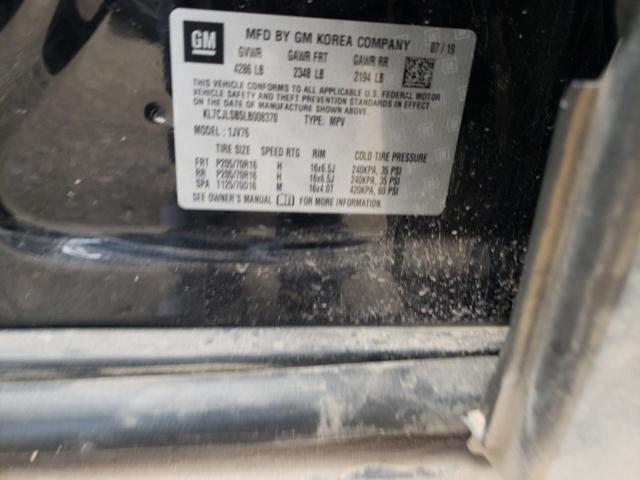 GM MFD BY GM KOREA COMPANY 07/19
GVWR GAWR FRT GAWR RR
4286 LB 2348 LB 2194 LB
THIS VEHICLE CONFORMS TO ALL APPLICABLE U.S. FEDERAL MOTOR
VEHICLE SAFETY AND THEFT PREVENTION STANDARDS IN EFFECT ON THE
DATE OF MANUFACTURE SHOWN ABOVE.
KL7CJLSB5LB008370 TYPE: MPV
MODEL: 1JV76
TIRE SIZE SPEED RTG RIM COLD TIRE PRESSURE
FRT P205/70R16 H 16x6.5J 240KPA, 35 PSI
RR P205/70R16 H 16x6.5J 240KPA, 35 PSI
SPA T125/70D16 M 16x4.0T 420KPA, 60 PSI
SEE OWNER'S MANUAL FOR MORE INFORMATION.